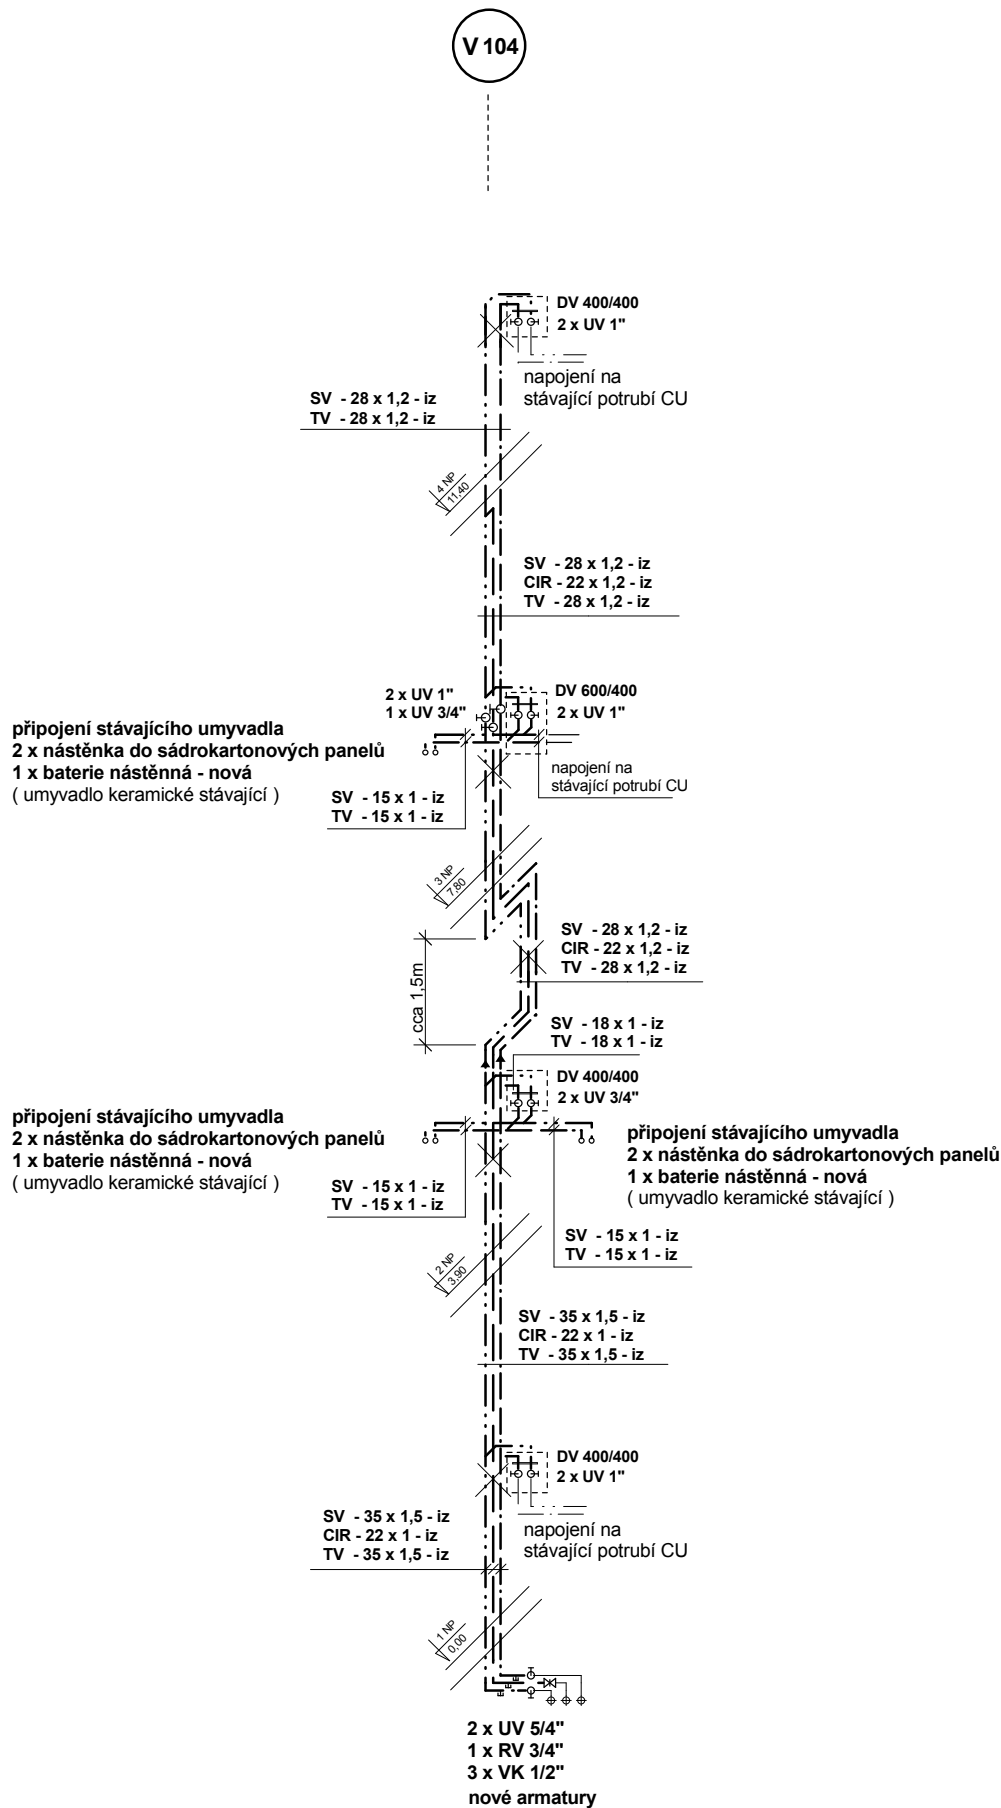 V 104
DV 400/400
2 x UV 1"
napojení na
stávající potrubí CU
SV - 28 x 1,2 - iz
TV - 28 x 1,2 - iz
4 NP
11,40
SV - 28 x 1,2 - iz
CIR - 22 x 1,2 - iz
TV - 28 x 1,2 - iz
2 x UV 1"
1 x UV 3/4"
DV 600/400
2 x UV 1"
připojení stávajícího umyvadla
2 x nástěnka do sádrokartonových panelů
1 x baterie nástěnná - nová
( umyvadlo keramické stávající )
napojení na
stávající potrubí CU
SV - 15 x 1 - iz
TV - 15 x 1 - iz
3 NP
7,80
cca 1,5m
SV - 28 x 1,2 - iz
CIR - 22 x 1,2 - iz
TV - 28 x 1,2 - iz
SV - 18 x 1 - iz
TV - 18 x 1 - iz
DV 400/400
2 x UV 3/4"
připojení stávajícího umyvadla
2 x nástěnka do sádrokartonových panelů
1 x baterie nástěnná - nová
( umyvadlo keramické stávající )
připojení stávajícího umyvadla
2 x nástěnka do sádrokartonových panelů
1 x baterie nástěnná - nová
( umyvadlo keramické stávající )
SV - 15 x 1 - iz
TV - 15 x 1 - iz
SV - 15 x 1 - iz
TV - 15 x 1 - iz
2 NP
3,90
SV - 35 x 1,5 - iz
CIR - 22 x 1 - iz
TV - 35 x 1,5 - iz
DV 400/400
2 x UV 1"
napojení na
stávající potrubí CU
SV - 35 x 1,5 - iz
CIR - 22 x 1 - iz
TV - 35 x 1,5 - iz
1 NP
0,00
2 x UV 5/4"
1 x RV 3/4"
3 x VK 1/2"
nové armatury